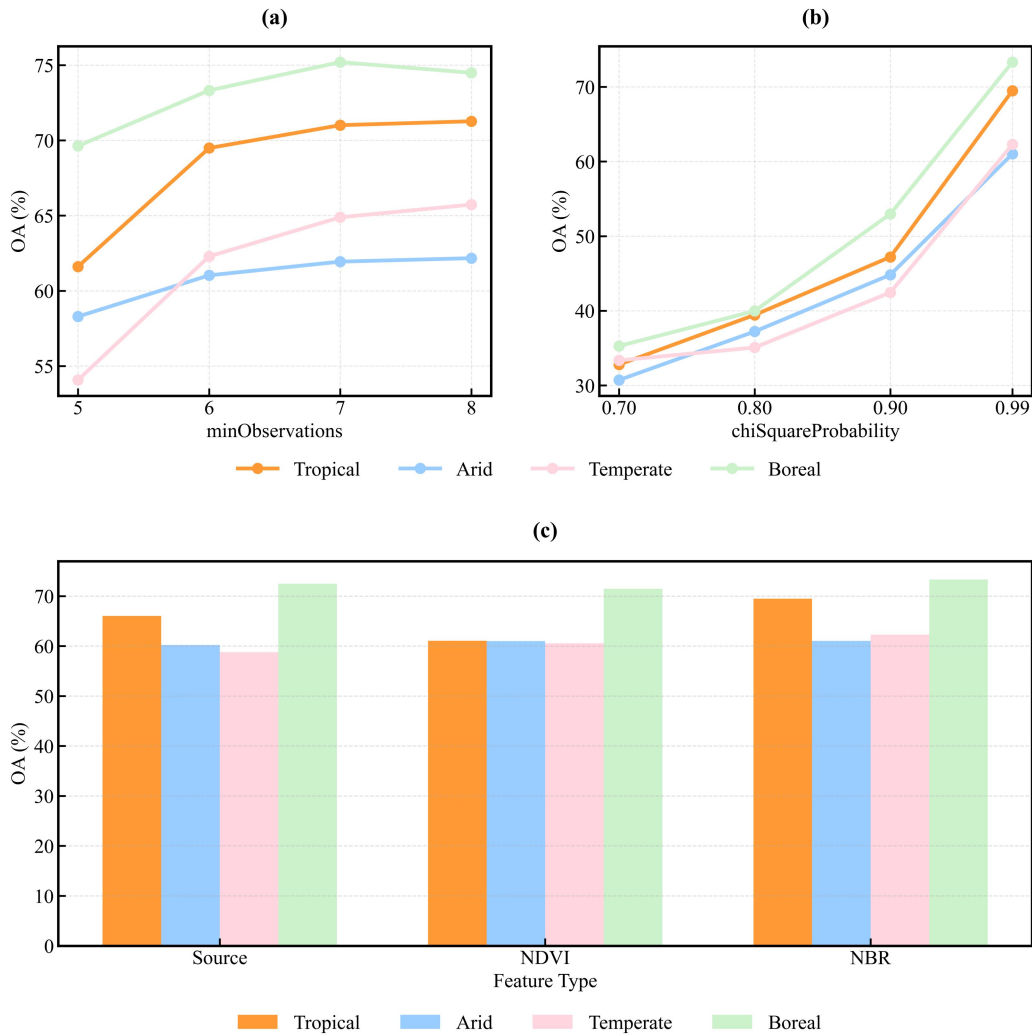 (a)
75
70
65
60
55
OA (%)
5 6 7 8
minObservations
(b)
70
60
50
40
30
OA (%)
0.70 0.80 0.90 0.99
chiSquareProbability
Tropical Arid Temperate Boreal
(c)
70
60
50
40
30
20
10
0
OA (%)
Source NDVI NBR
Feature Type
Tropical Arid Temperate Boreal